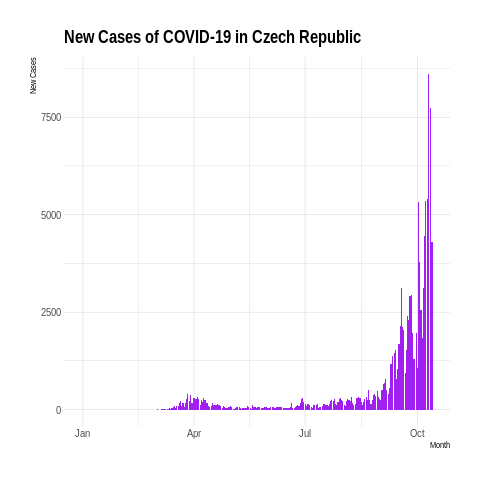 New Cases of COVID-19 in Czech Republic
New Cases
7500
5000
2500
0
Jan Apr Jul Oct
Month